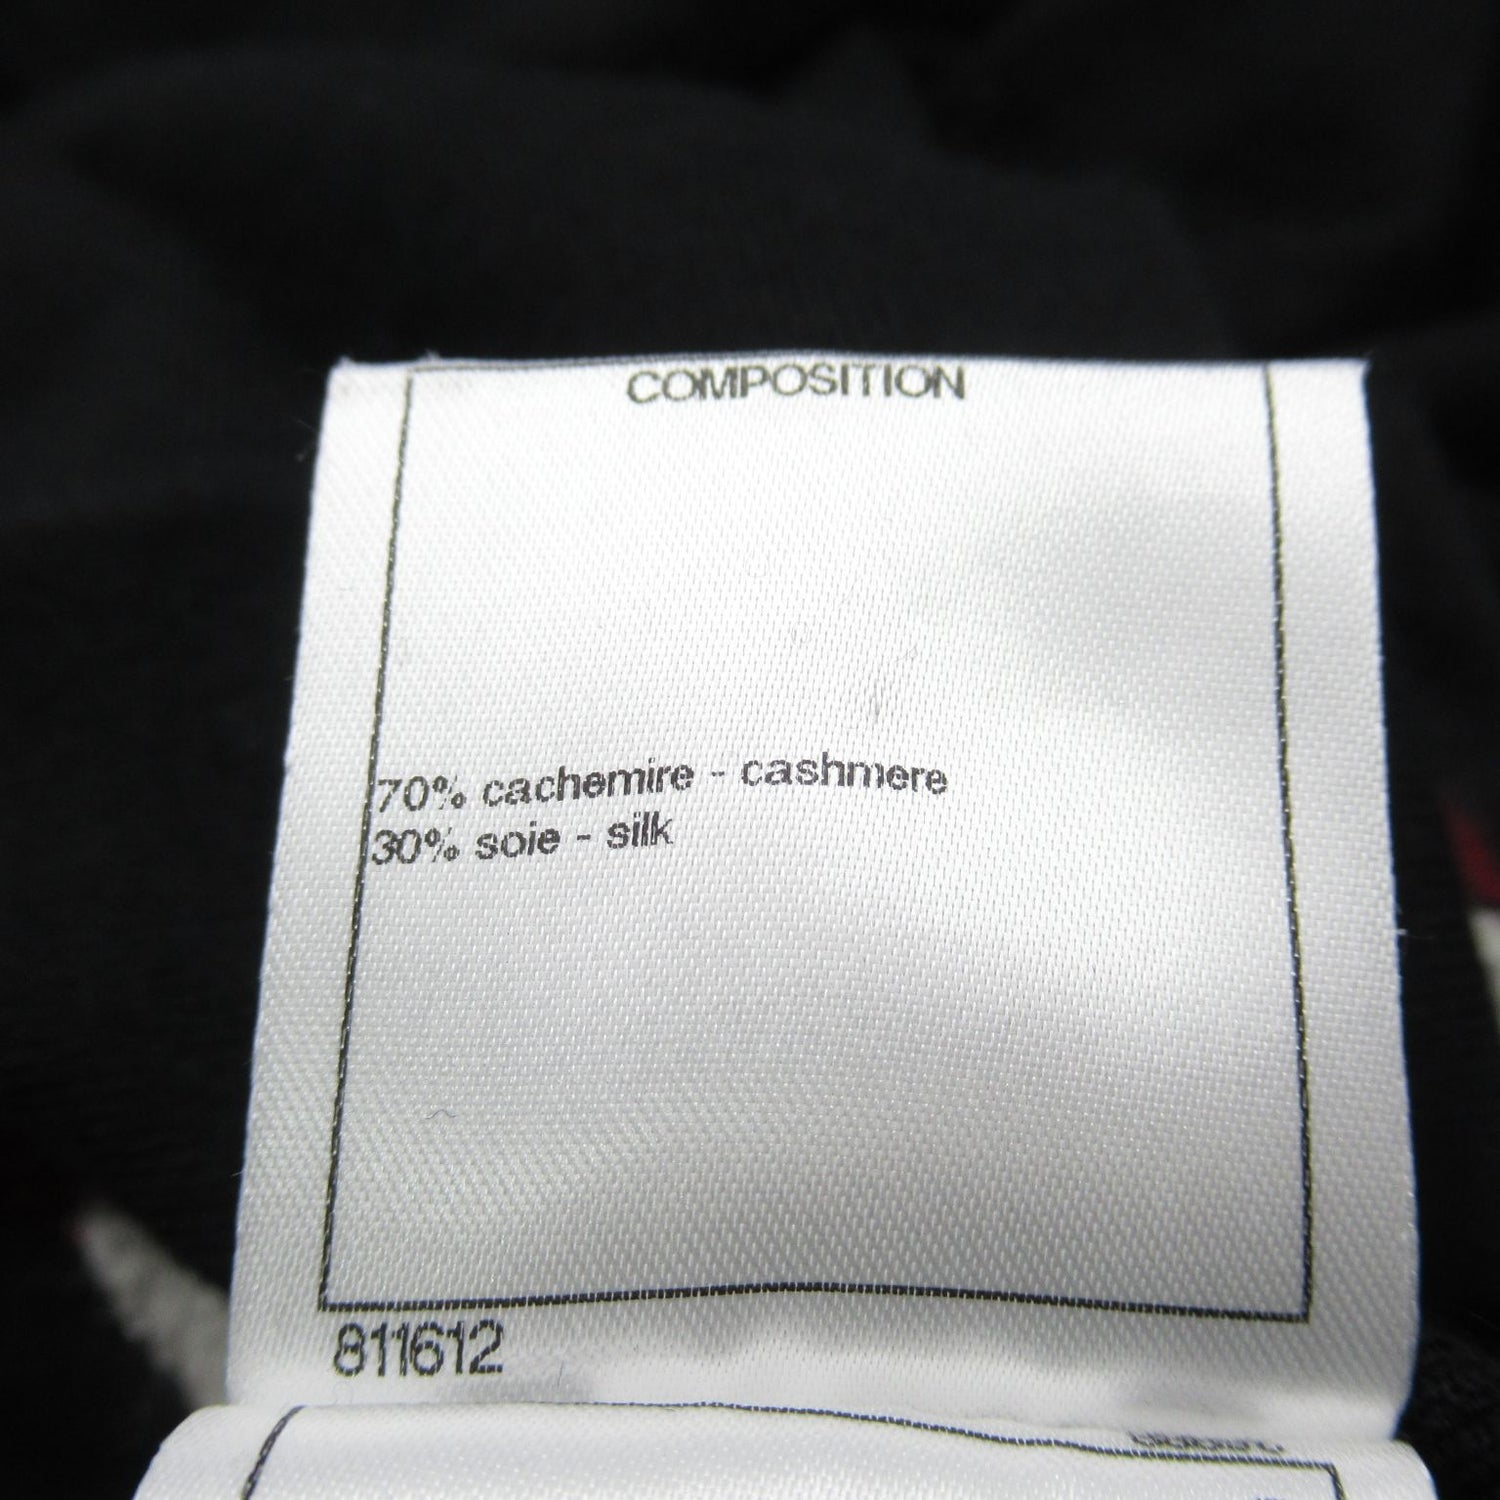 COMPOSITION
70% cachemire - cashmere
30% soie - silk
811612